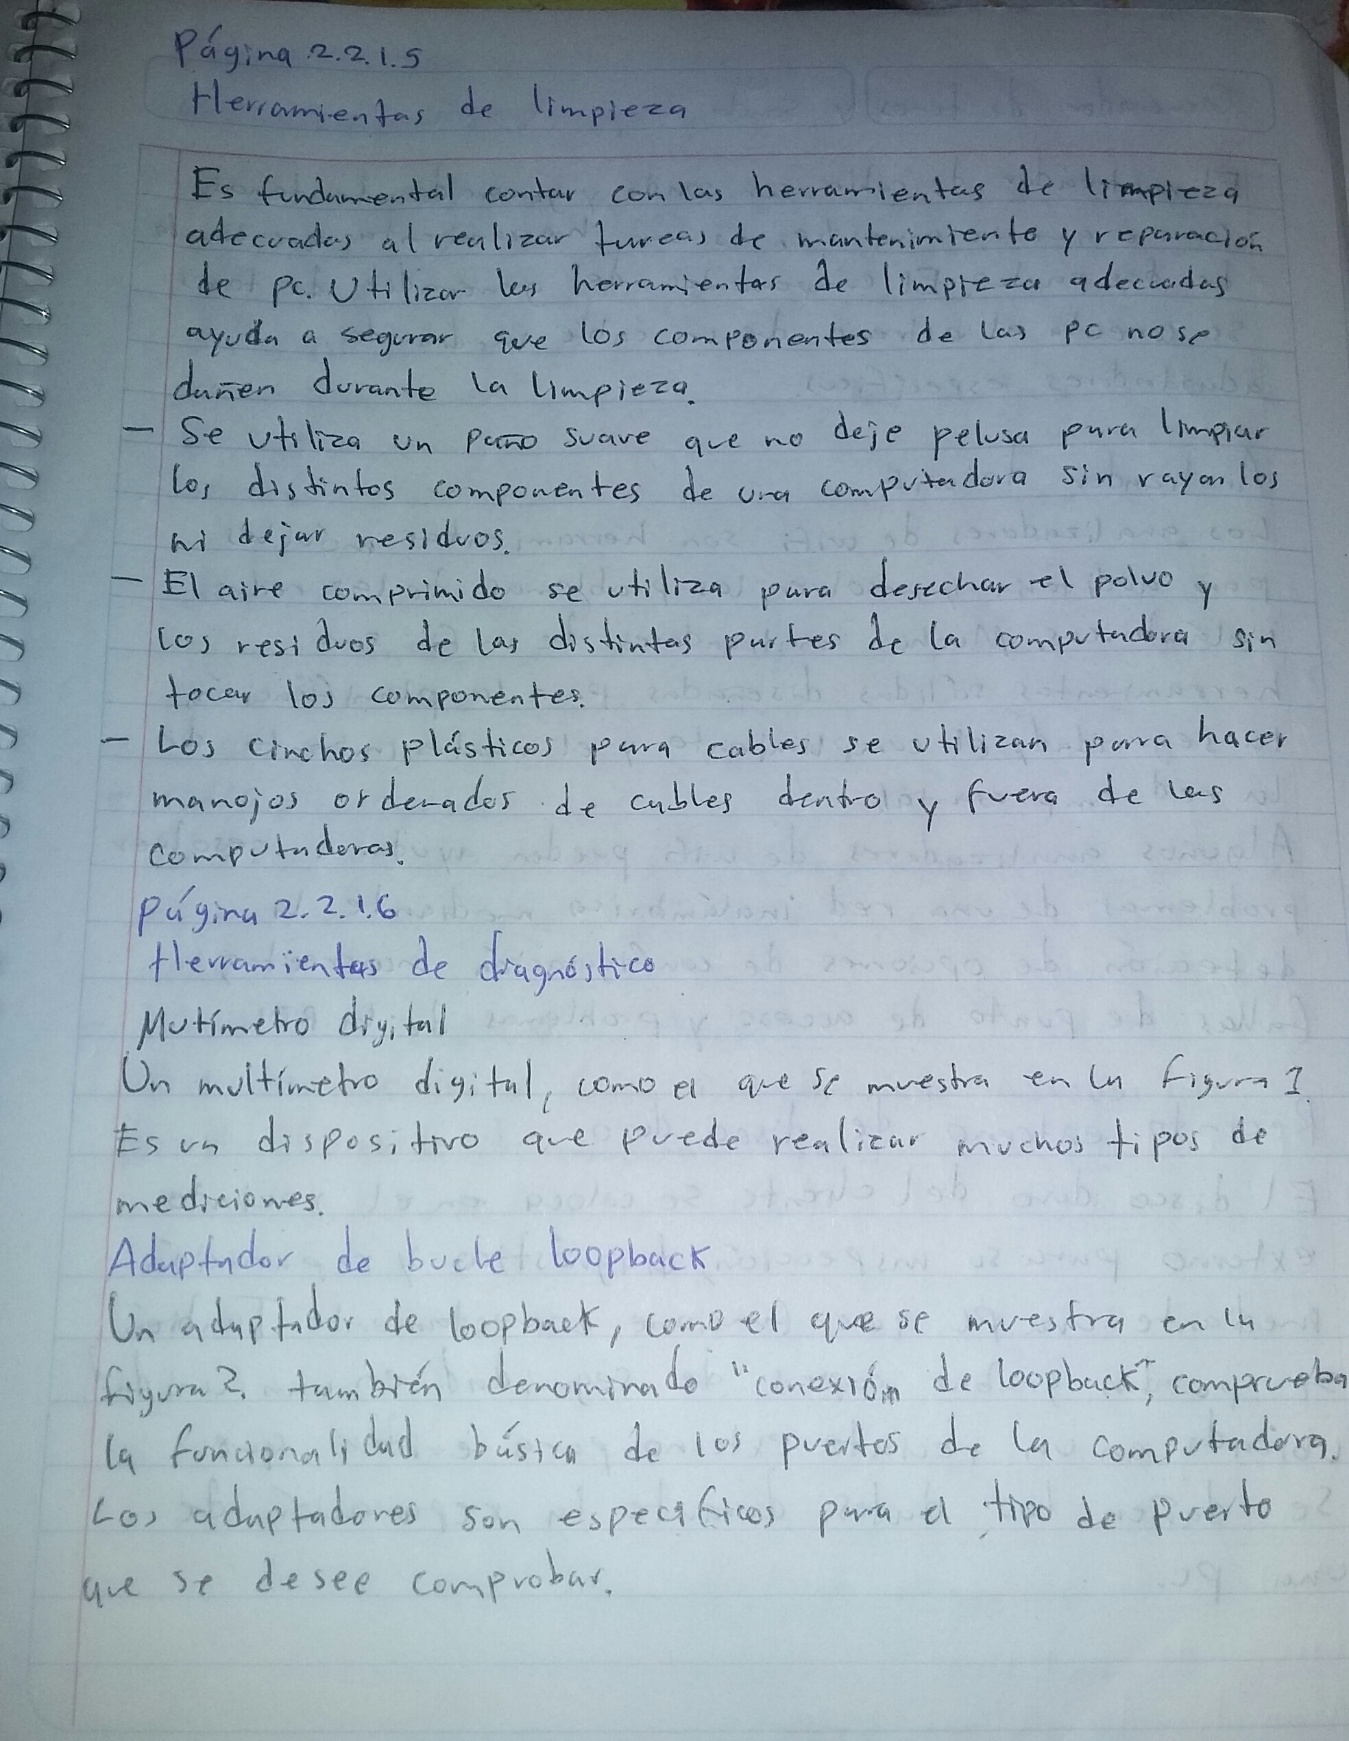 Página 2.2.1.5
Herramientas de limpieza
Es fundamental contar con las herramientas de limpieza
adecuadas al realizar tareas de mantenimiento y reparación
de pc. Utilizar las herramientas de limpieza adecuadas
ayuda a segurar que los componentes de las pc no se
dañen durante la limpieza.
- Se utiliza un paño suave que no deje pelusa para limpiar
los distintos componentes de una computadora sin rayarlos
ni dejar residuos.
- El aire comprimido se utiliza para desechar el polvo y
los residuos de las distintas partes de la computadora sin
tocar los componentes.
- Los cinchos plásticos para cables se utilizan para hacer
manojos ordenados de cables dentro y fuera de las
computadoras.
Página 2.2.1.6
Herramientas de diagnóstico
Mutímetro digital
Un multímetro digital, como el que se muestra en la figura 1.
Es un dispositivo que puede realizar muchos tipos de
mediciones.
Adaptador de bucle loopback
Un adaptador de loopback, como el que se muestra en la
figura 2. también denominado "conexión de loopback", comprueba
la funcionalidad básica de los puertos de la computadora.
Los adaptadores son específicos para el tipo de puerto
que se desee comprobar.